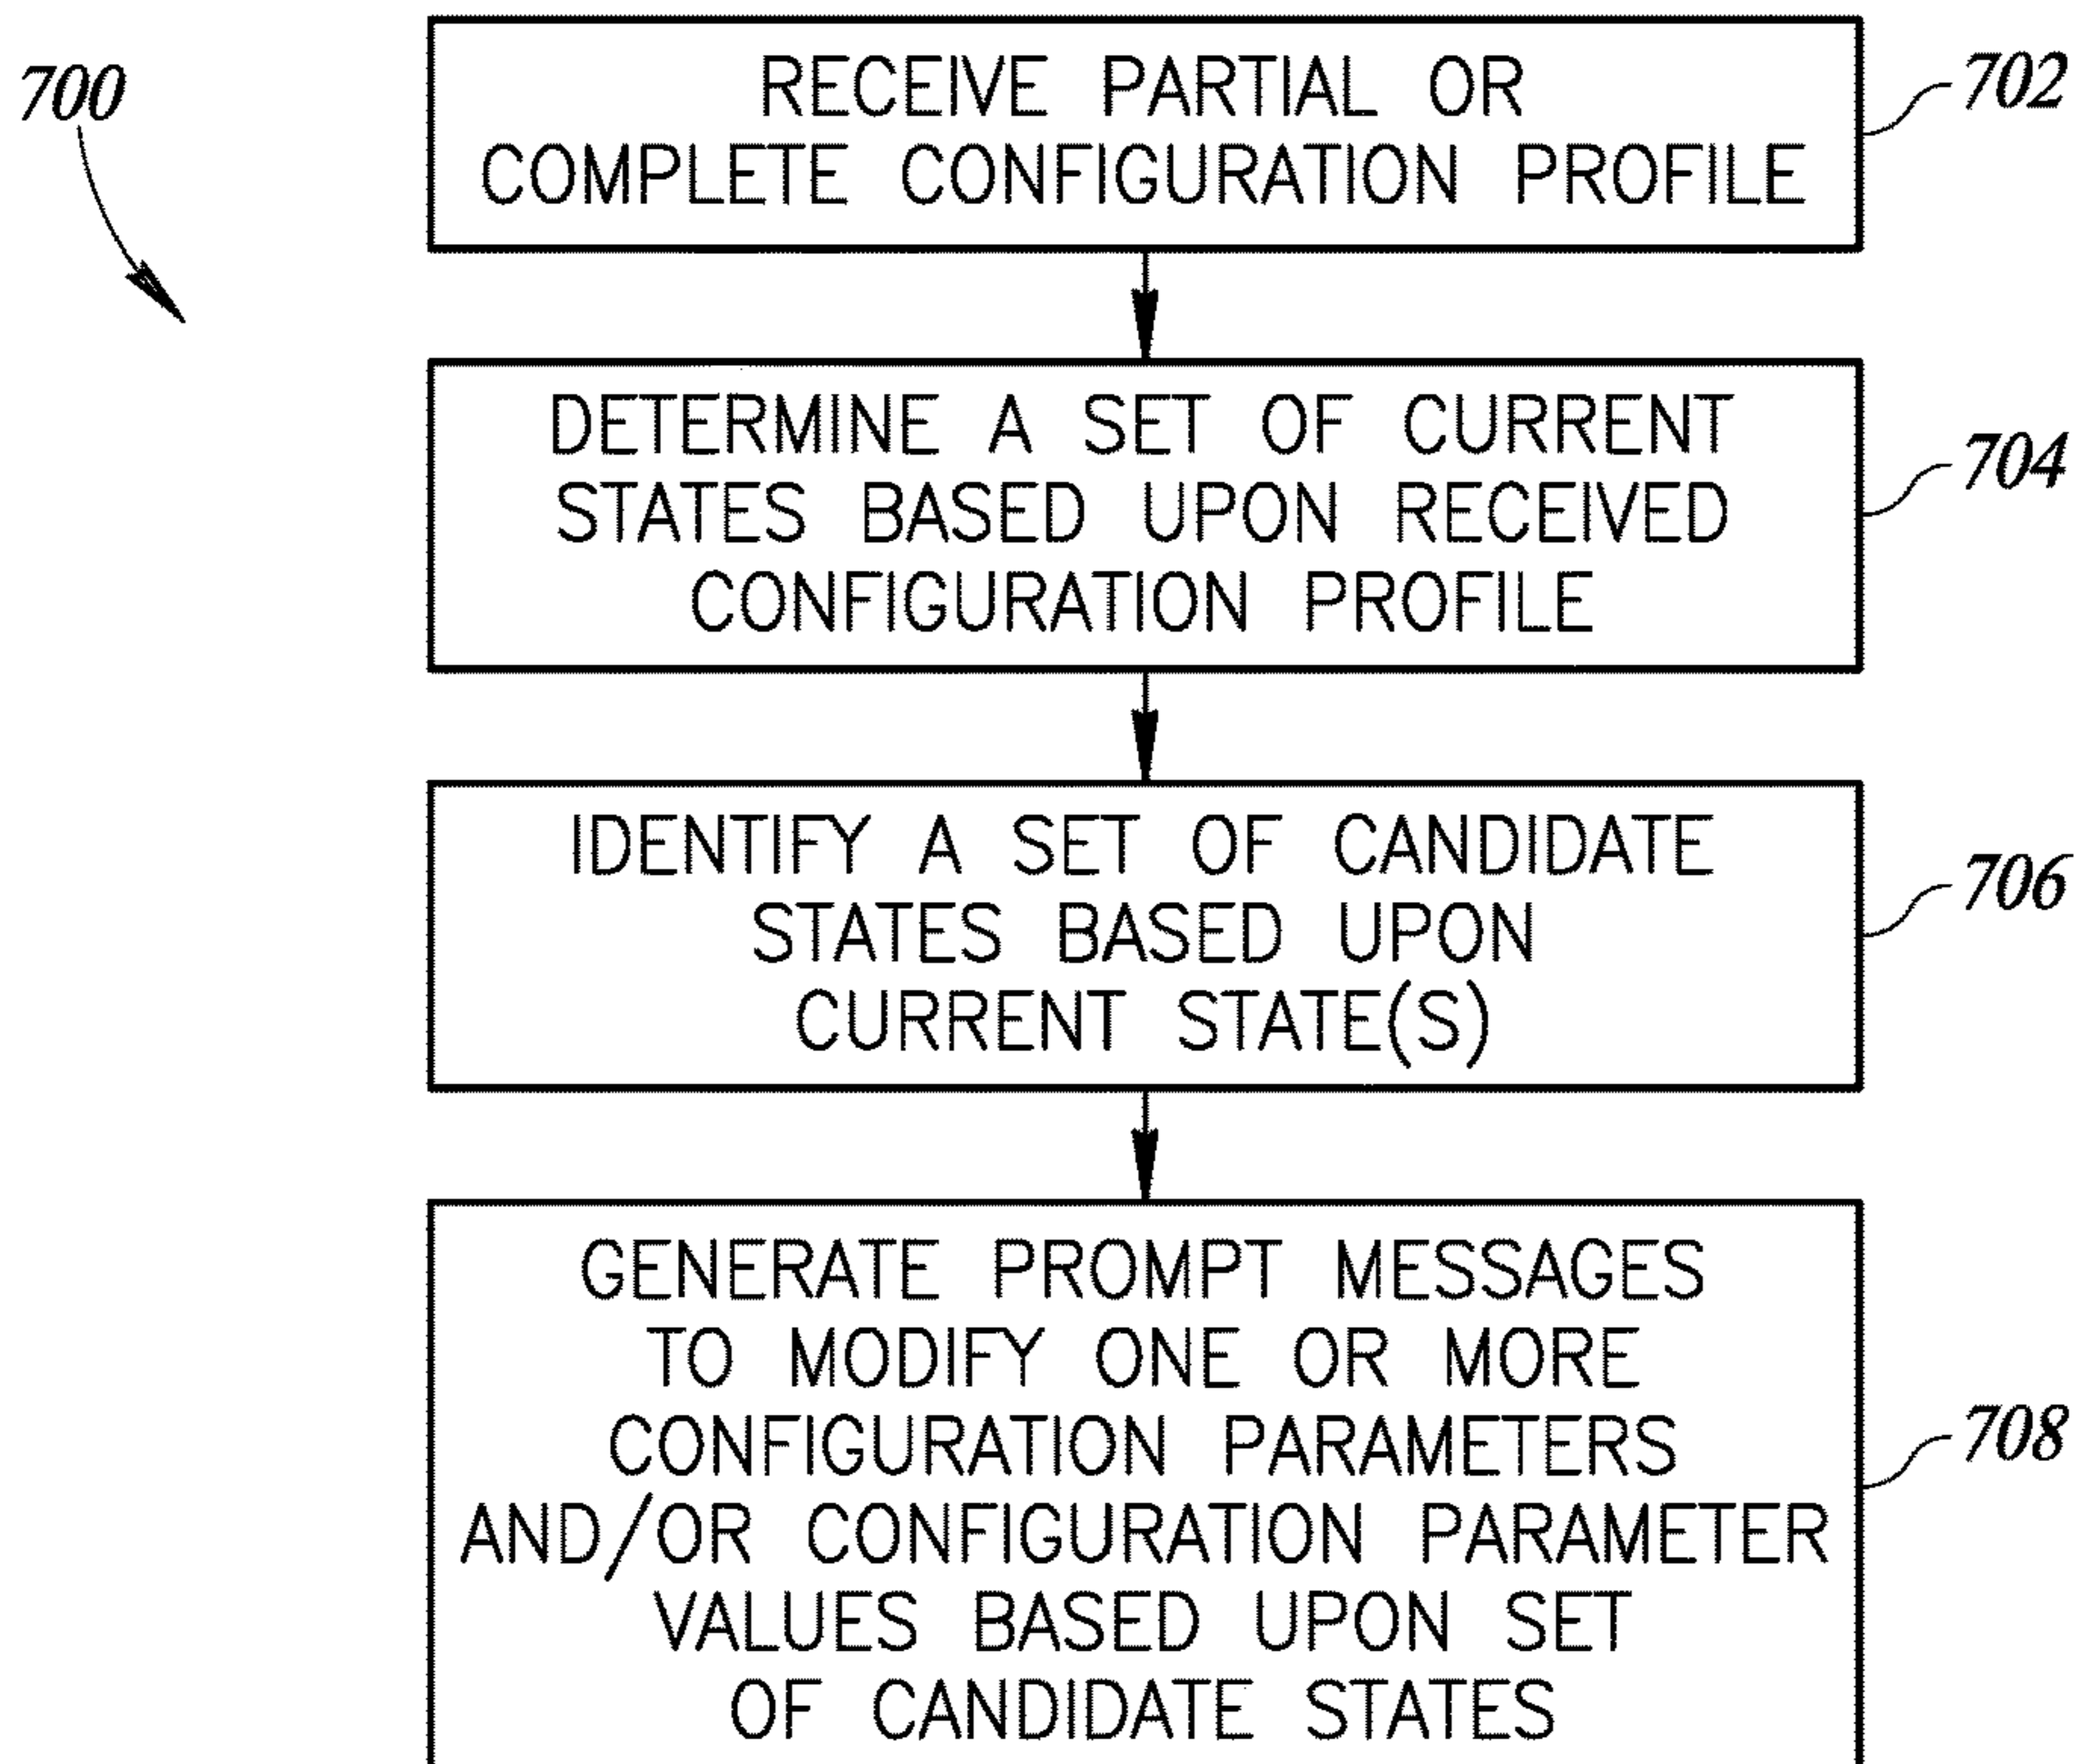 700
RECEIVE PARTIAL OR
COMPLETE CONFIGURATION PROFILE
702
DETERMINE A SET OF CURRENT
STATES BASED UPON RECEIVED
CONFIGURATION PROFILE
704
IDENTIFY A SET OF CANDIDATE
STATES BASED UPON
CURRENT STATE(S)
706
GENERATE PROMPT MESSAGES
TO MODIFY ONE OR MORE
CONFIGURATION PARAMETERS
AND/OR CONFIGURATION PARAMETER
VALUES BASED UPON SET
OF CANDIDATE STATES
708